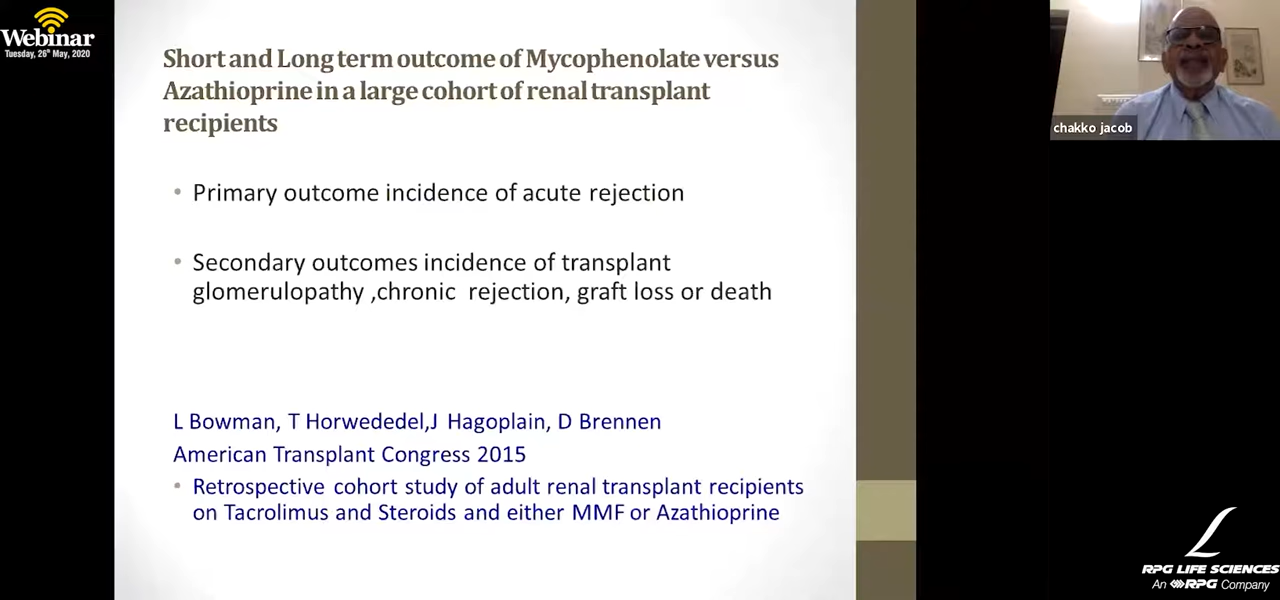 Webinar
Tuesday, 26th May, 2020
Short and Long term outcome of Mycophenolate versus
Azathioprine in a large cohort of renal transplant
recipients
• Primary outcome incidence of acute rejection
• Secondary outcomes incidence of transplant
glomerulopathy ,chronic rejection, graft loss or death
L Bowman, T Horwededel,J Hagoplain, D Brennen
American Transplant Congress 2015
• Retrospective cohort study of adult renal transplant recipients
on Tacrolimus and Steroids and either MMF or Azathioprine
chakko jacob
RPG LIFE SCIENCES
An RPG Company